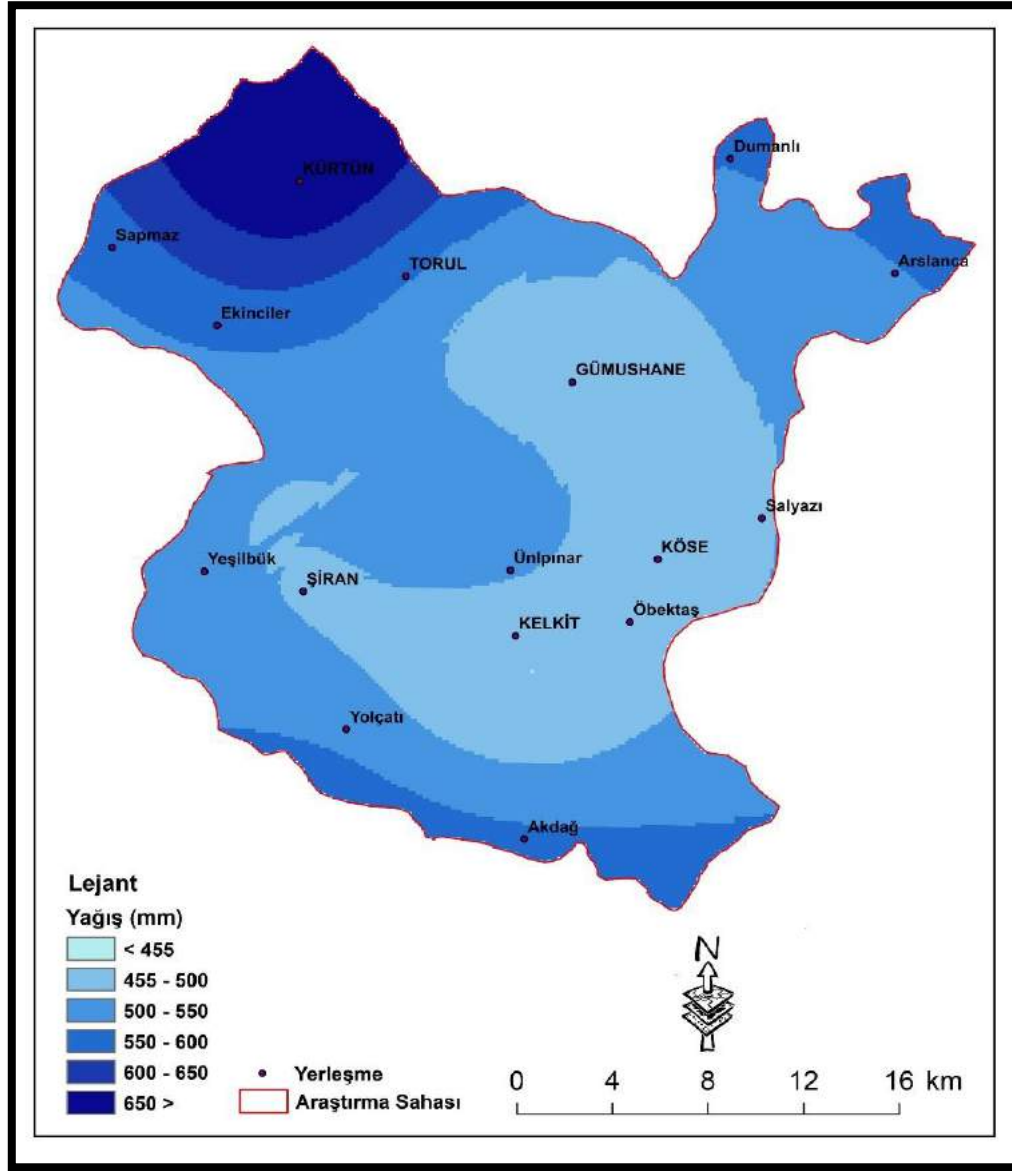 Dumanlı
KÜRTÜN
Sapmaz
TORUL
Arslanca
Ekinciler
GÜMUSHANE
Salyazı
Yeşilbük
Ünlpınar
KÖSE
ŞİRAN
Öbektaş
KELKİT
Yolçatı
Akdağ
Lejant
Yağış (mm)
< 455
455 - 500
500 - 550
550 - 600
600 - 650
650 >
Yerleşme
Araştırma Sahası
N
0 4 8 12 16 km